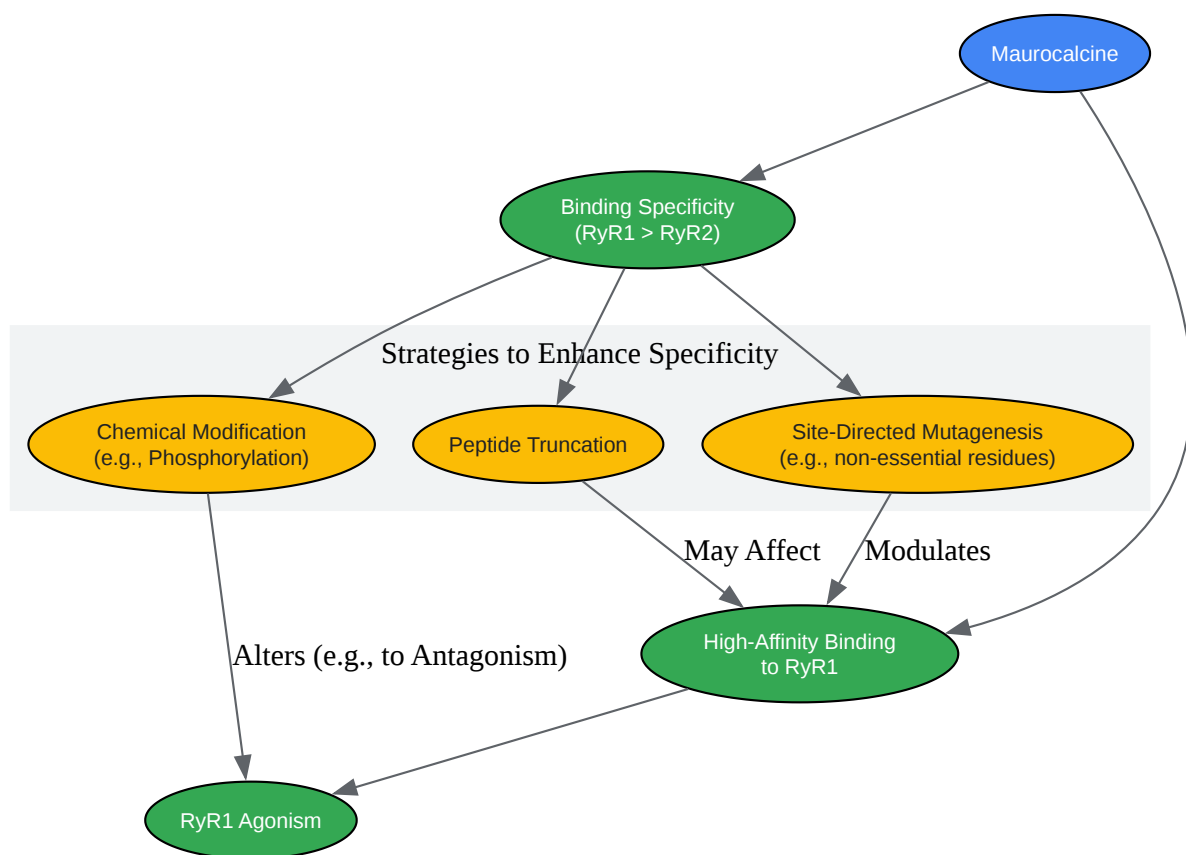 Maurocalcine
Binding Specificity
(RyR1 > RyR2)
Strategies to Enhance Specificity
Chemical Modification
(e.g., Phosphorylation)
Peptide Truncation
Site-Directed Mutagenesis
(e.g., non-essential residues)
May Affect
Modulates
High-Affinity Binding
to RyR1
Alters (e.g., to Antagonism)
RyR1 Agonism